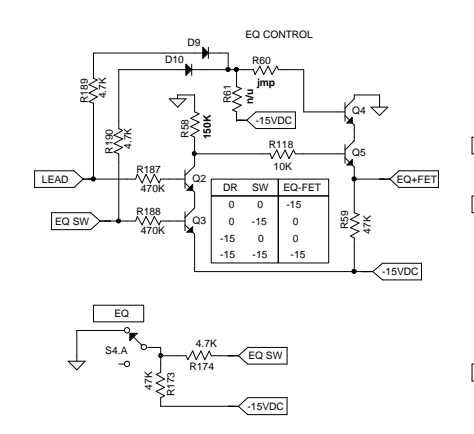 EQ CONTROL
D9
D10
R60
jmp
R189
4.7K
R190
4.7K
R61
n/u
-15VDC
Q4
R58
150K
R118
10K
Q5
LEAD
R187
470K
Q2
EQ+FET
DR SW EQ-FET
0 0 -15
0 -15 0
-15 0 0
-15 -15 -15
EQ SW
R188
470K
Q3
R59
47K
-15VDC
EQ
S4.A
4.7K
R174
EQ SW
47K
R173
-15VDC